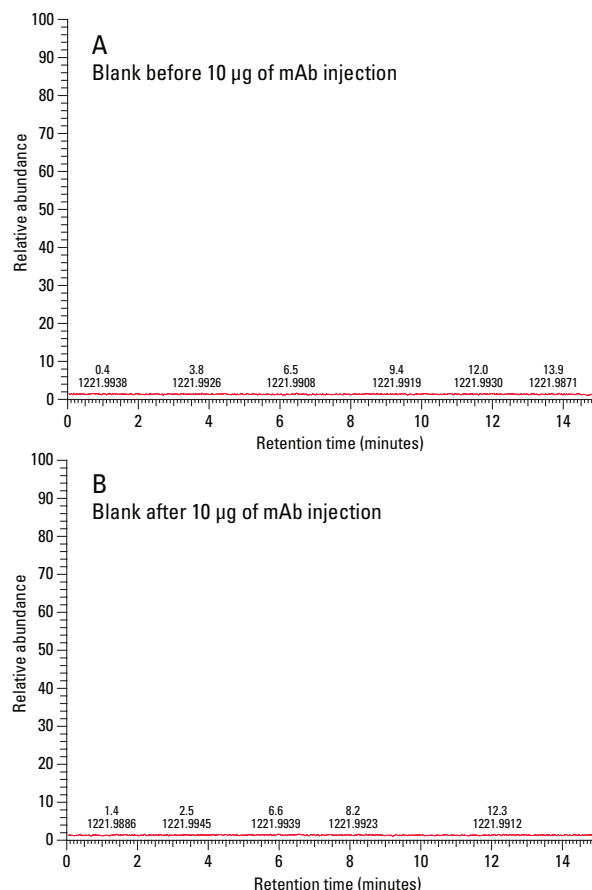 A
Blank before 10 µg of mAb injection
Relative abundance
100
90
80
70
60
50
40
30
20
10
0
0.4 3.8 6.5 9.4 12.0 13.9
1221.9938 1221.9926 1221.9908 1221.9919 1221.9930 1221.9871
0 2 4 6 8 10 12 14
Retention time (minutes)
B
Blank after 10 µg of mAb injection
Relative abundance
100
90
80
70
60
50
40
30
20
10
0
1.4 2.5 6.6 8.2 12.3
1221.9886 1221.9945 1221.9939 1221.9923 1221.9912
0 2 4 6 8 10 12 14
Retention time (minutes)